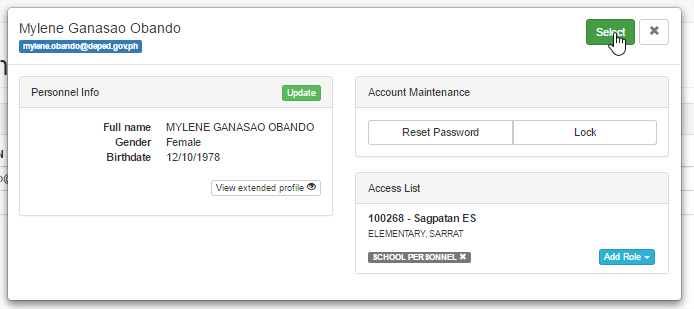 Mylene Ganasao Obando
mylene.obando@deped.gov.ph
Select
Personnel Info
Update
Full name MYLENE GANASAO OBANDO
Gender Female
Birthdate 12/10/1978
View extended profile
Account Maintenance
Reset Password Lock
Access List
100268 - Sagpatan ES
ELEMENTARY, SARRAT
SCHOOL PERSONNEL
Add Role